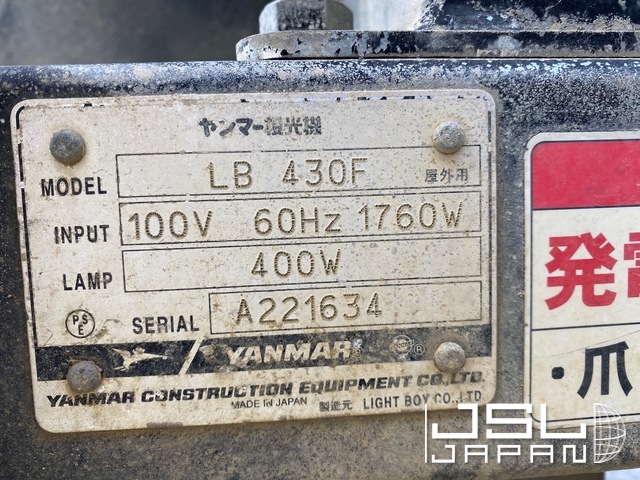 ヤンマー投光機
MODEL LB 430F 屋外用
INPUT 100V 60Hz 1760W
LAMP 400W
PSE SERIAL A221634
YANMAR ®
YANMAR CONSTRUCTION EQUIPMENT CO.,LTD.
MADE IN JAPAN 製造元 LIGHT BOY CO.,LTD
発電
・爪
JSL
JAPAN